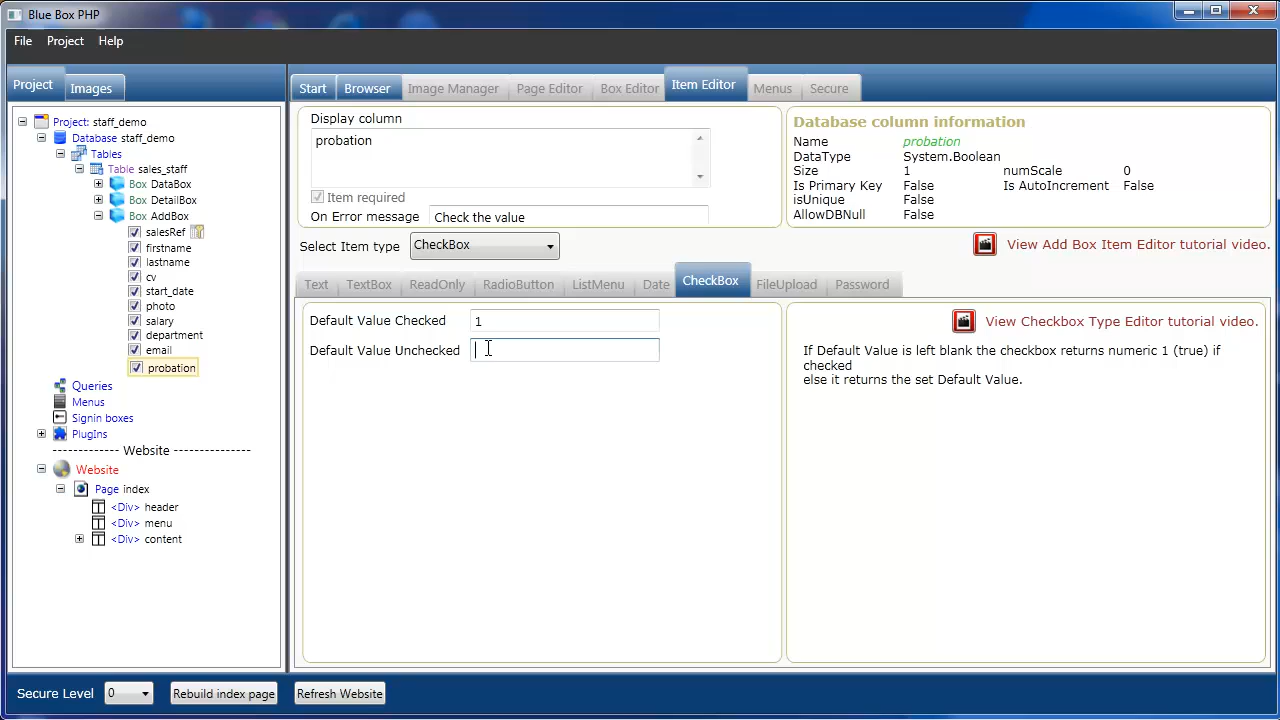 Blue Box PHP
File Project Help
Project Images
Project: staff_demo
Database staff_demo
Tables
Table sales_staff
Box DataBox
Box DetailBox
Box AddBox
salesRef
firstname
lastname
cv
start_date
photo
salary
department
email
probation
Queries
Menus
Signin boxes
PlugIns
------------- Website ---------------
Website
Page index
<Div> header
<Div> menu
<Div> content
Start Browser Image Manager Page Editor Box Editor Item Editor Menus Secure
Display column
probation
Item required
On Error message Check the value
Database column information
Name probation
DataType System.Boolean
Size 1 numScale 0
Is Primary Key False Is AutoIncrement False
isUnique False
AllowDBNull False
Select Item type CheckBox
View Add Box Item Editor tutorial video.
Text TextBox ReadOnly RadioButton ListMenu Date CheckBox FileUpload Password
Default Value Checked 1
Default Value Unchecked
View Checkbox Type Editor tutorial video.
If Default Value is left blank the checkbox returns numeric 1 (true) if
checked
else it returns the set Default Value.
Secure Level 0 Rebuild index page Refresh Website